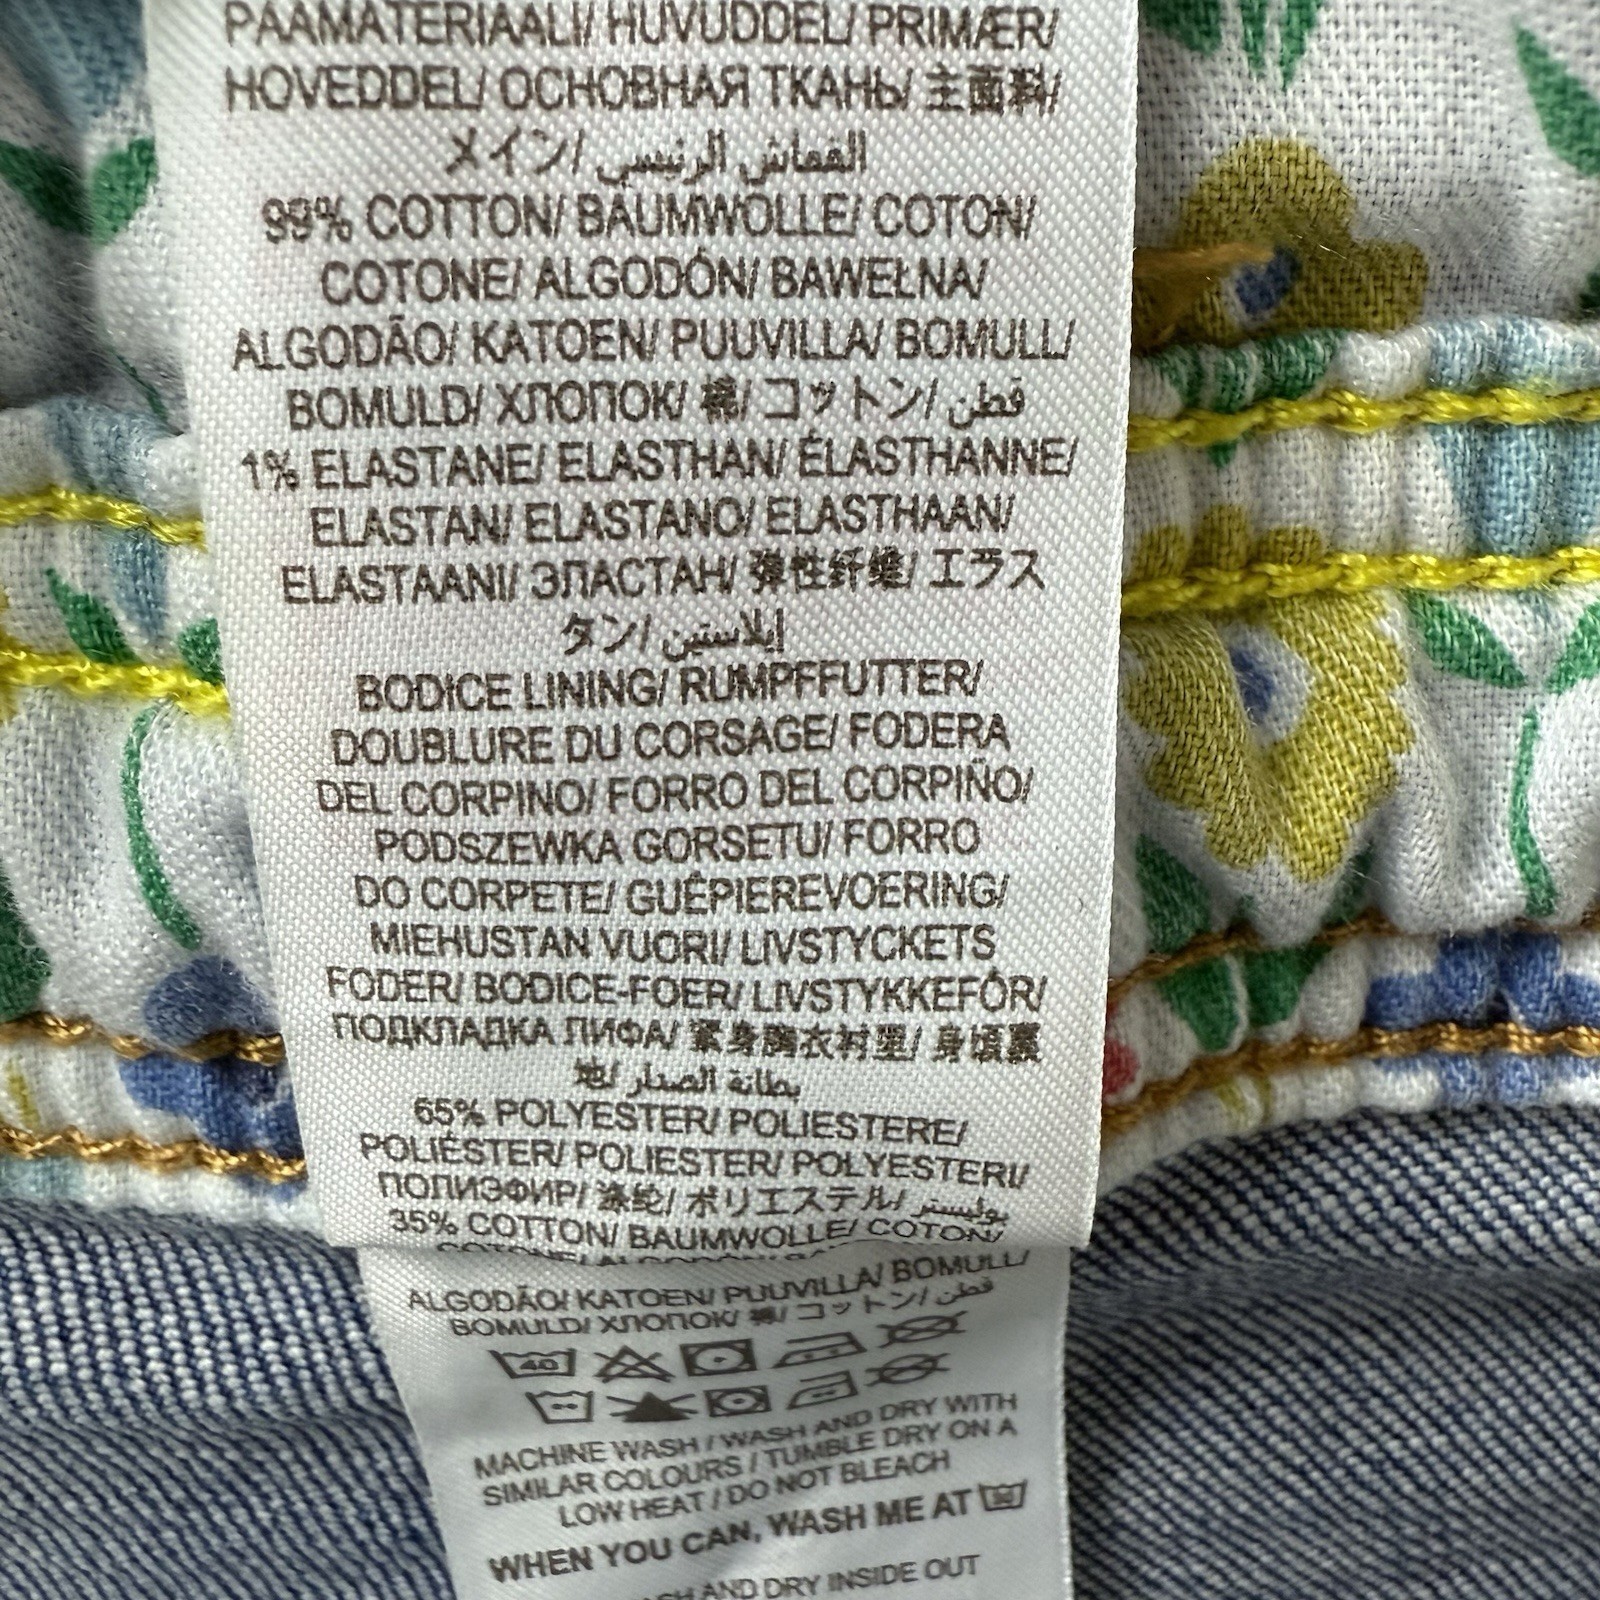 PÄÄMATERIAALI/ HUVUDDEL/ PRIMÆR/
HOVEDDEL/ ОСНОВНАЯ ТКАНЬ/ 主面料/
メイン/ القماش الرئيسي
99% COTTON/ BAUMWOLLE/ COTON/
COTONE/ ALGODÓN/ BAWEŁNA/
ALGODÃO/ KATOEN/ PUUVILLA/ BOMULL/
BOMULD/ ХЛОПОК/ 棉/ コットン/ قطن
1% ELASTANE/ ELASTHAN/ ÉLASTHANNE/
ELASTAN/ ELASTANO/ ELASTHAAN/
ELASTAANI/ ЭЛАСТАН/ 弹性纤维/ エラス
タン/ إيلاستين
BODICE LINING/ RUMPFFUTTER/
DOUBLURE DU CORSAGE/ FODERA
DEL CORPINO/ FORRO DEL CORPIÑO/
PODSZEWKA GORSETU/ FORRO
DO CORPETE/ GUÊPIEREVOERING/
MIEHUSTAN VUORI/ LIVSTYCKETS
FODER/ BODICE-FOER/ LIVSTYKKEFÔR/
ПОДКЛАДКА ЛИФА/ 紧身胸衣衬里/ 身頃裏
地/ بطانة الصدار
65% POLYESTER/ POLIESTERE/
POLIÉSTER/ POLIESTER/ POLYESTERI/
ПОЛИЭФИР/ 涤纶/ ポリエステル/ بوليستر
35% COTTON/ BAUMWOLLE/ COTON/
ALGODÃO/ KATOEN/ PUUVILLA/ BOMULL/
BOMULD/ ХЛОПОК/ 棉/ コットン/ قطن
40
MACHINE WASH / WASH AND DRY WITH
SIMILAR COLOURS / TUMBLE DRY ON A
LOW HEAT / DO NOT BLEACH
WHEN YOU CAN, WASH ME AT
AND DRY INSIDE OUT